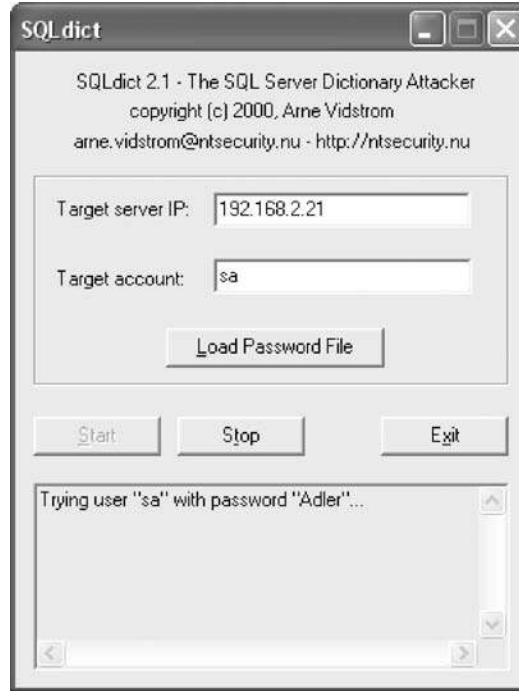 SQLdict
SQLdict 2.1 - The SQL Server Dictionary Attacker
copyright (c) 2000, Arne Vidstrom
arne.vidstrom@ntsecurity.nu - http://ntsecurity.nu
Target server IP: 192.168.2.21
Target account: sa
Load Password File
Start Stop Exit
Trying user "sa" with password "Adler"...